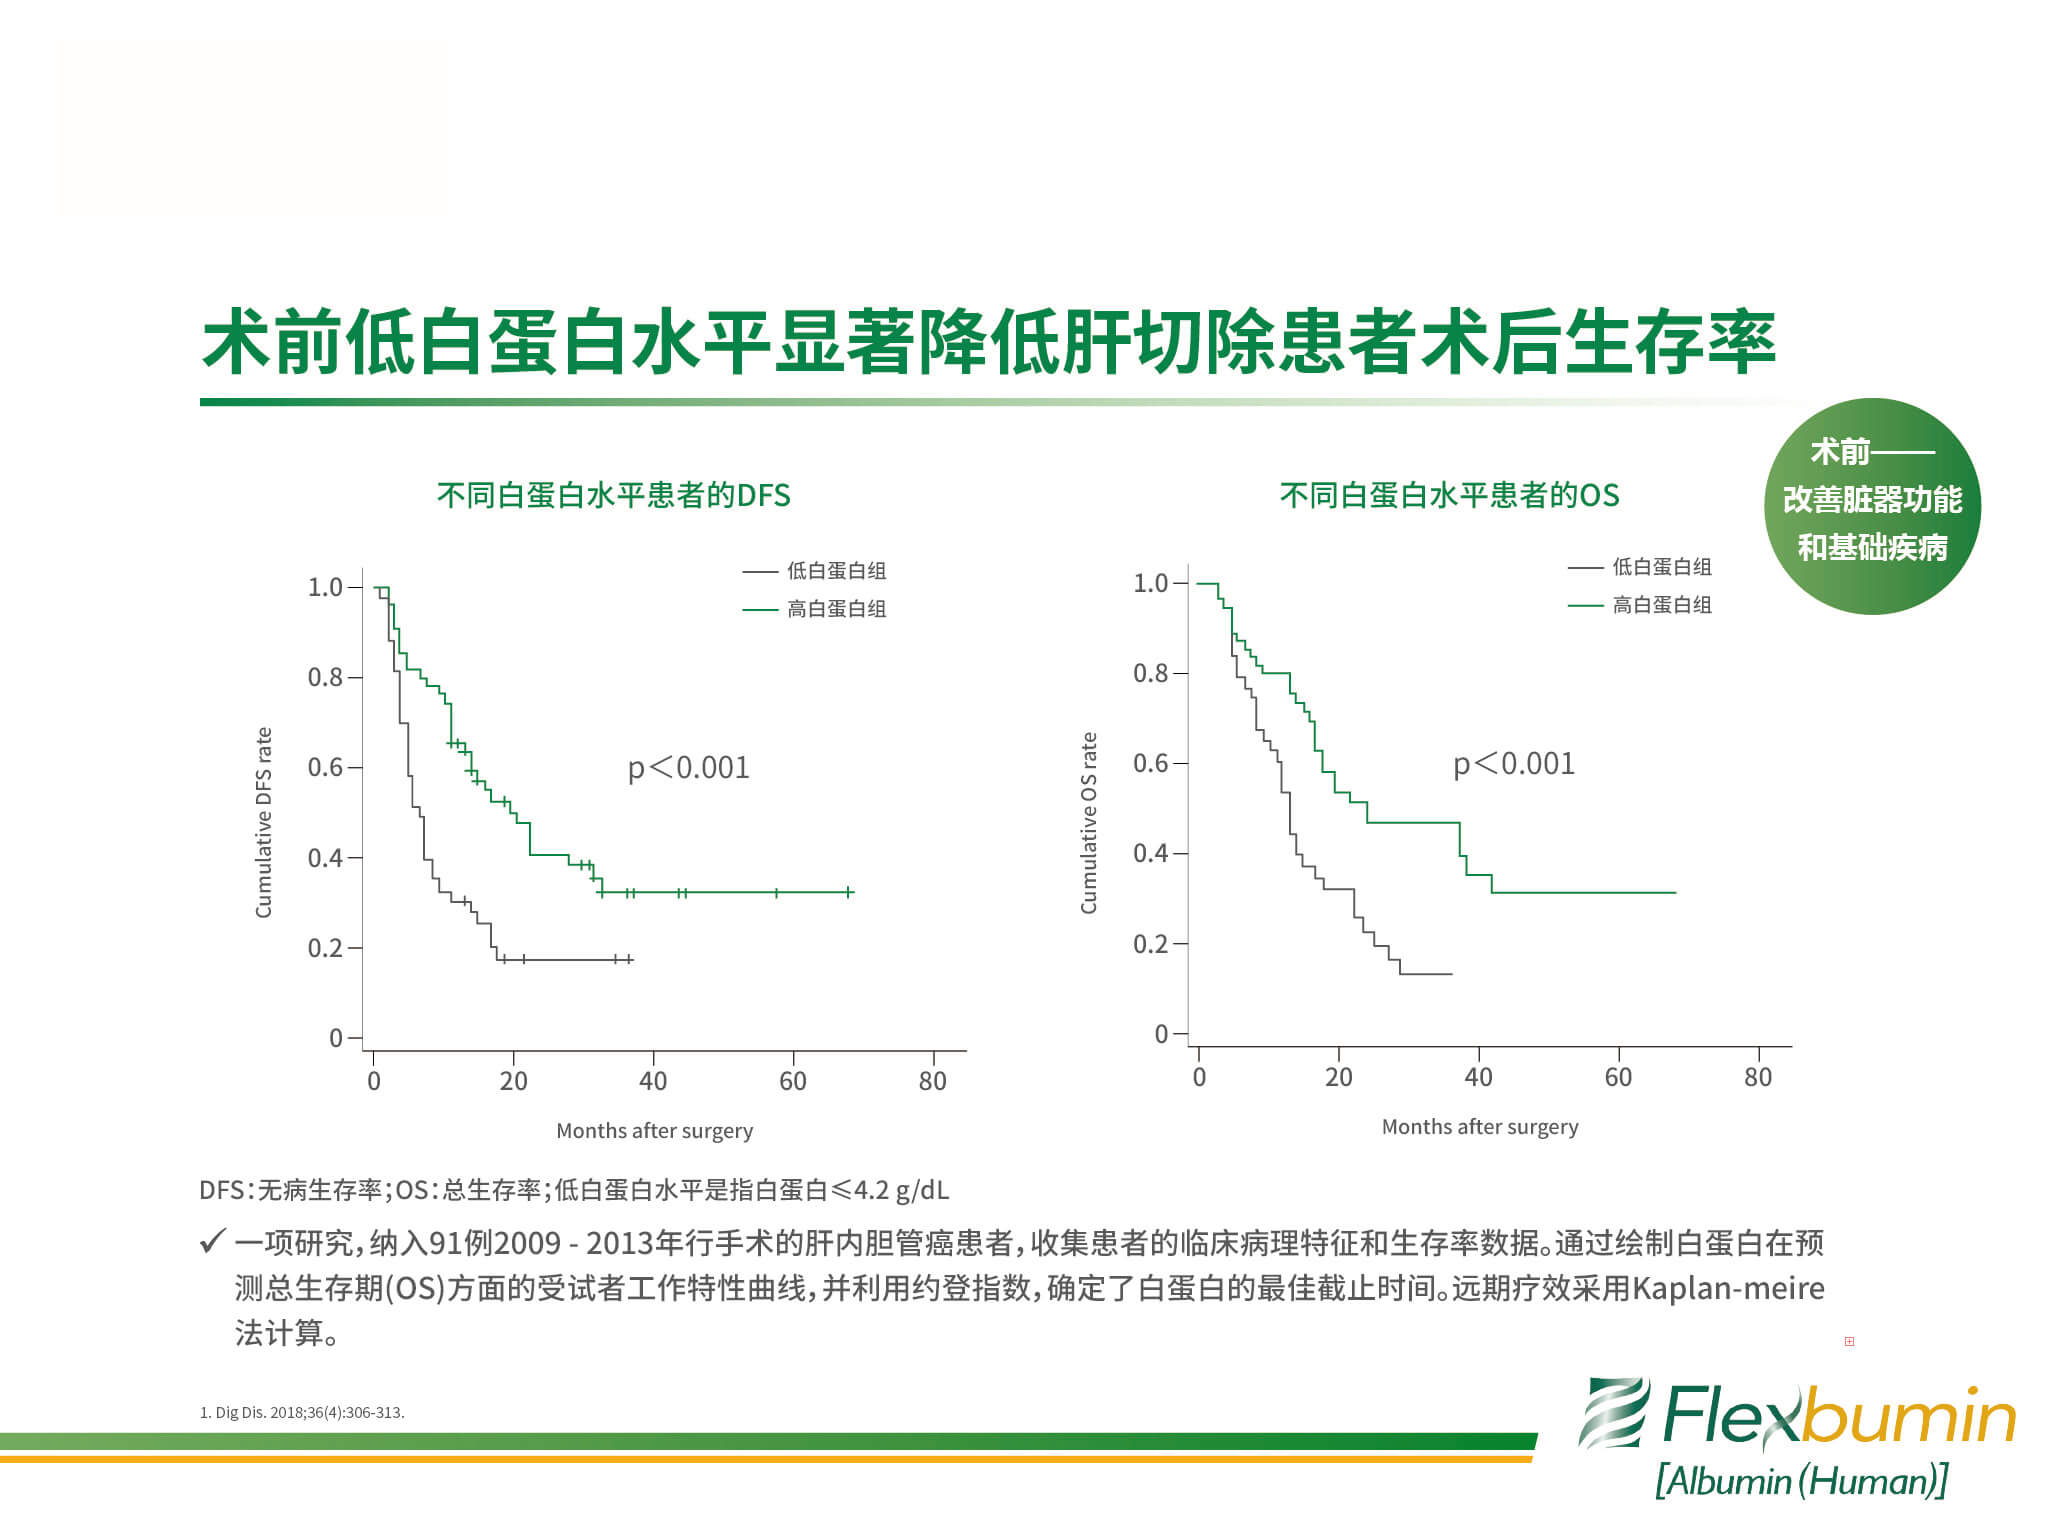 术前低白蛋白水平显著降低肝切除患者术后生存率
术前——
改善脏器功能
和基础疾病
不同白蛋白水平患者的DFS
低白蛋白组
高白蛋白组
1.0
0.8
0.6
0.4
0.2
0
Cumulative DFS rate
p＜0.001
0 20 40 60 80
Months after surgery
不同白蛋白水平患者的OS
低白蛋白组
高白蛋白组
1.0
0.8
0.6
0.4
0.2
0
Cumulative OS rate
p＜0.001
0 20 40 60 80
Months after surgery
DFS：无病生存率；OS：总生存率；低白蛋白水平是指白蛋白≤4.2 g/dL
✓ 一项研究，纳入91例2009 - 2013年行手术的肝内胆管癌患者，收集患者的临床病理特征和生存率数据。通过绘制白蛋白在预
测总生存期(OS)方面的受试者工作特性曲线，并利用约登指数，确定了白蛋白的最佳截止时间。远期疗效采用Kaplan-meire
法计算。
1. Dig Dis. 2018;36(4):306-313.
Flexbumin
[Albumin (Human)]